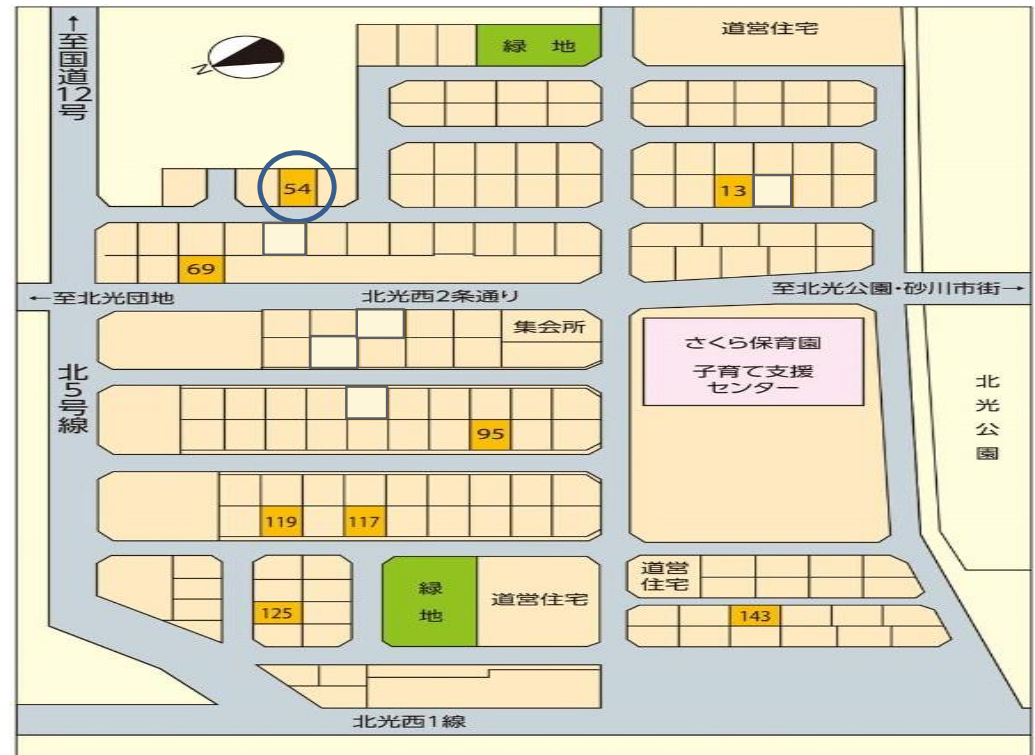 ↑至国道12号
緑 地
道営住宅
N
54
13
69
←至北光団地
北光西2条通り
至北光公園・砂川市街→
集会所
さくら保育園
子育て支援
センター
北5号線
北光公園
95
119
117
125
緑
地
道営住宅
道営
住宅
143
北光西1線